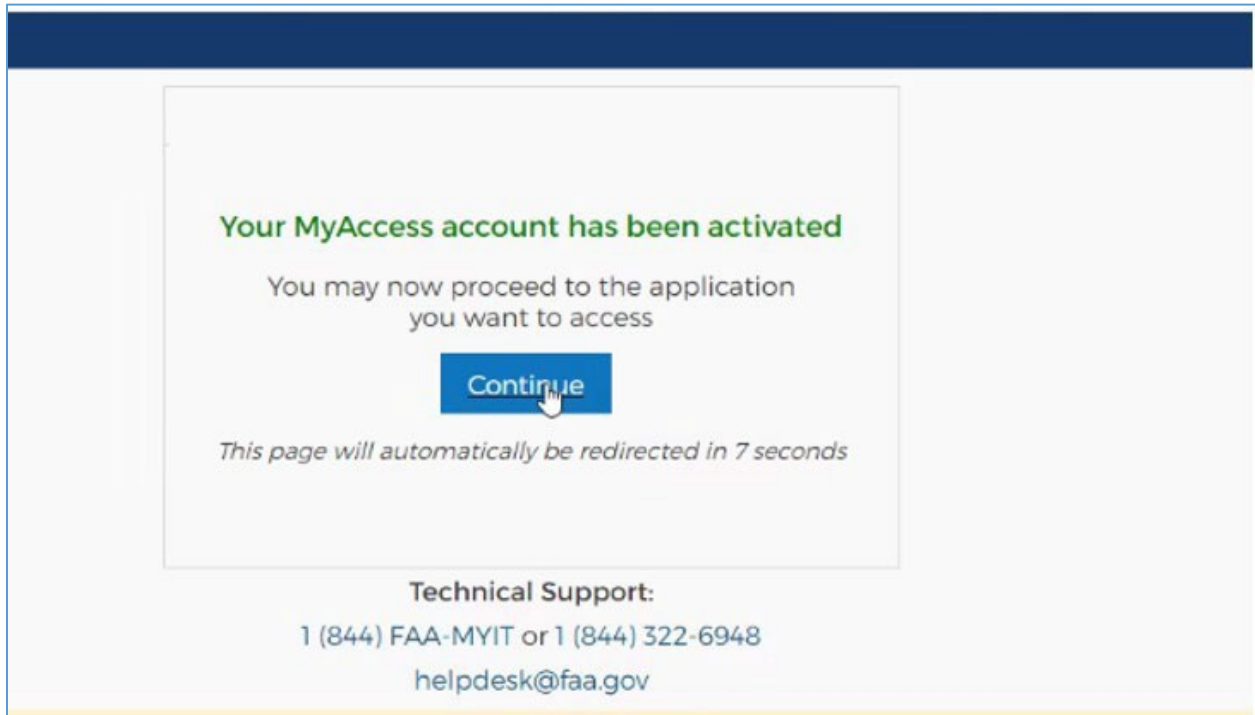 Your MyAccess account has been activated
You may now proceed to the application
you want to access
Continue
This page will automatically be redirected in 7 seconds
Technical Support:
1 (844) FAA-MYIT or 1 (844) 322-6948
helpdesk@faa.gov